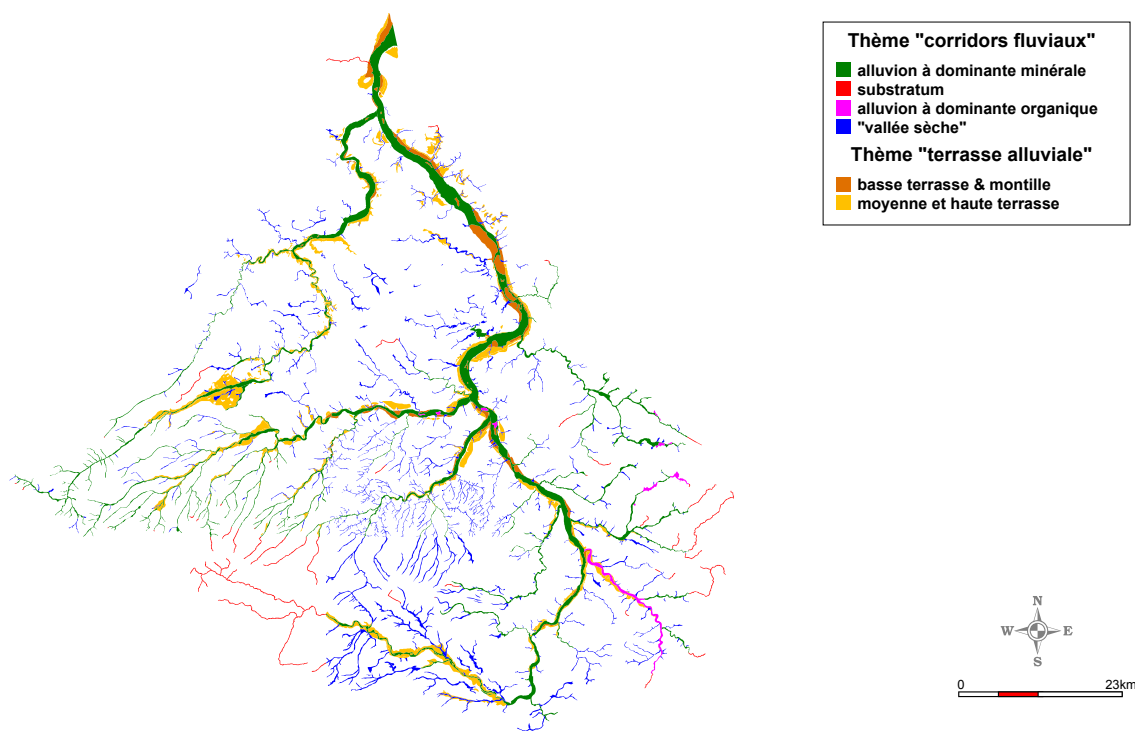 Thème "corridors fluviaux"
alluvion à dominante minérale
substratum
alluvion à dominante organique
"vallée sèche"
Thème "terrasse alluviale"
basse terrasse & montille
moyenne et haute terrasse
N
W E
S
0 23km